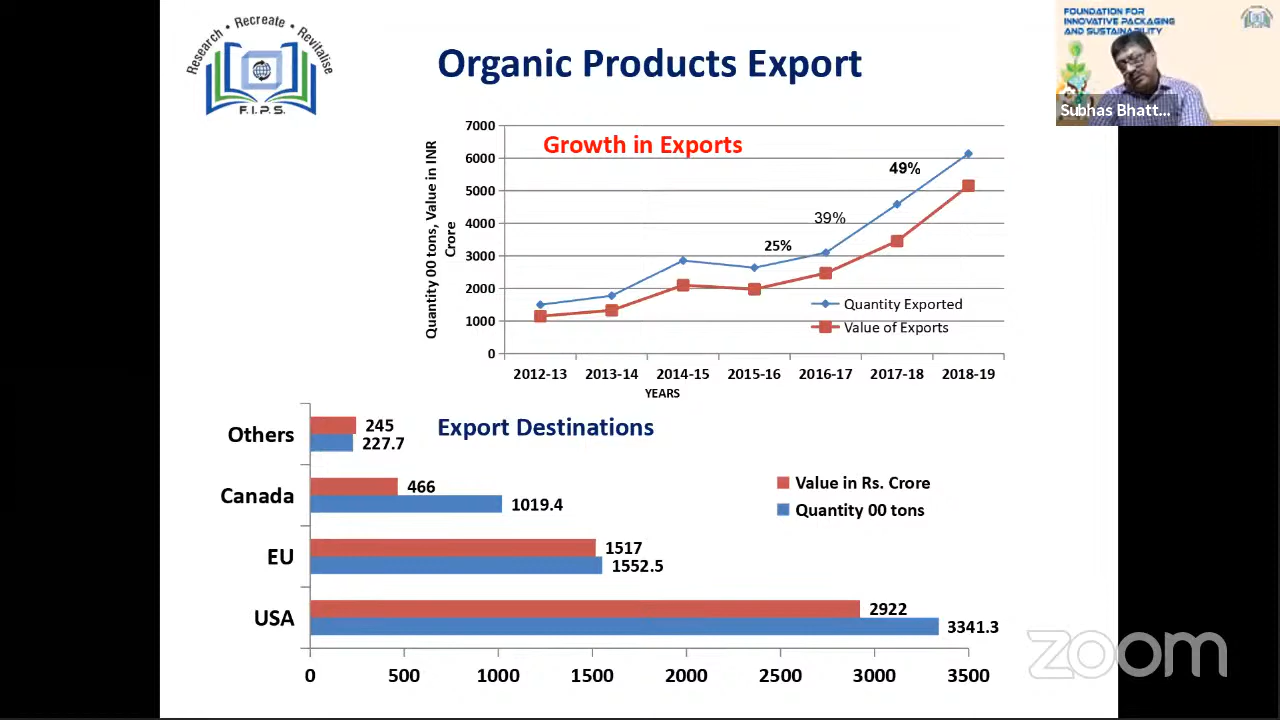 Research • Recreate • Revitalise
F.I.P.S.
Organic Products Export
FOUNDATION FOR
INNOVATIVE PACKAGING
AND SUSTAINABILITY
Subhas Bhatt...
Growth in Exports
Quantity 00 tons, Value in INR
Crore
7000
6000
5000
4000
3000
2000
1000
0
25%
39%
49%
Quantity Exported
Value of Exports
2012-13 2013-14 2014-15 2015-16 2016-17 2017-18 2018-19
YEARS
Export Destinations
Others
245
227.7
Canada
466
1019.4
EU
1517
1552.5
USA
2922
3341.3
Value in Rs. Crore
Quantity 00 tons
0 500 1000 1500 2000 2500 3000 3500
zoom